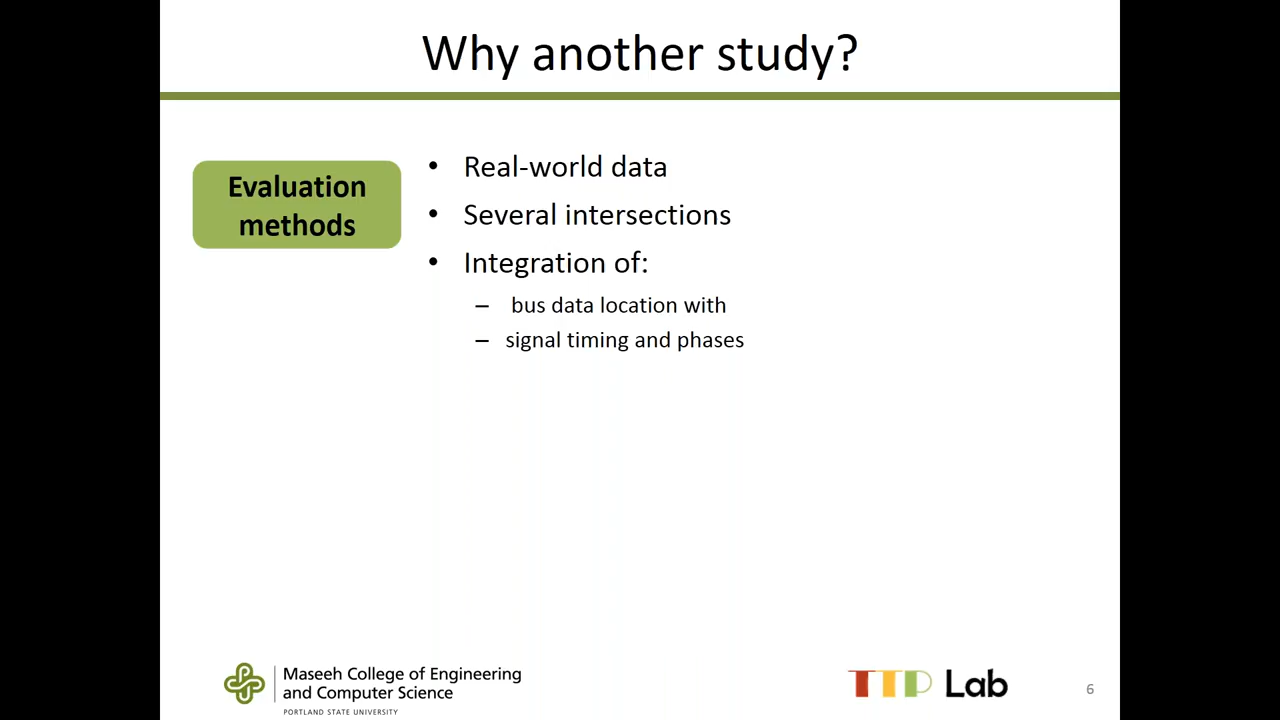 Why another study?
Evaluation
methods
• Real-world data
• Several intersections
• Integration of:
– bus data location with
– signal timing and phases
Maseeh College of Engineering
and Computer Science
PORTLAND STATE UNIVERSITY
TTP Lab
6